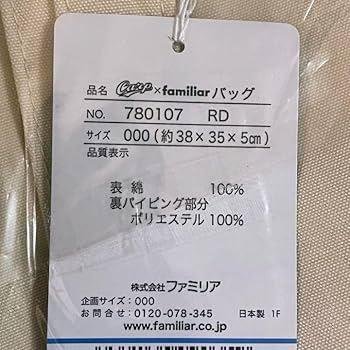 品名 Carp×familiar バッグ
NO. 780107 RD
サイズ 000(約38×35×5㎝)
品質表示
表 綿 100%
裏パイピング部分
ポリエステル 100%
株式会社ファミリア
企画サイズ:000
お問合せ:0120-078-345 日本製 1F
www.familiar.co.jp